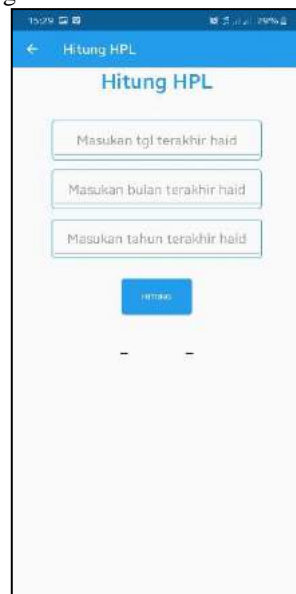 g
15:29
29%
← Hitung HPL
Hitung HPL
Masukan tgl terakhir haid
Masukan bulan terakhir haid
Masukan tahun terakhir haid
HITUNG
- -